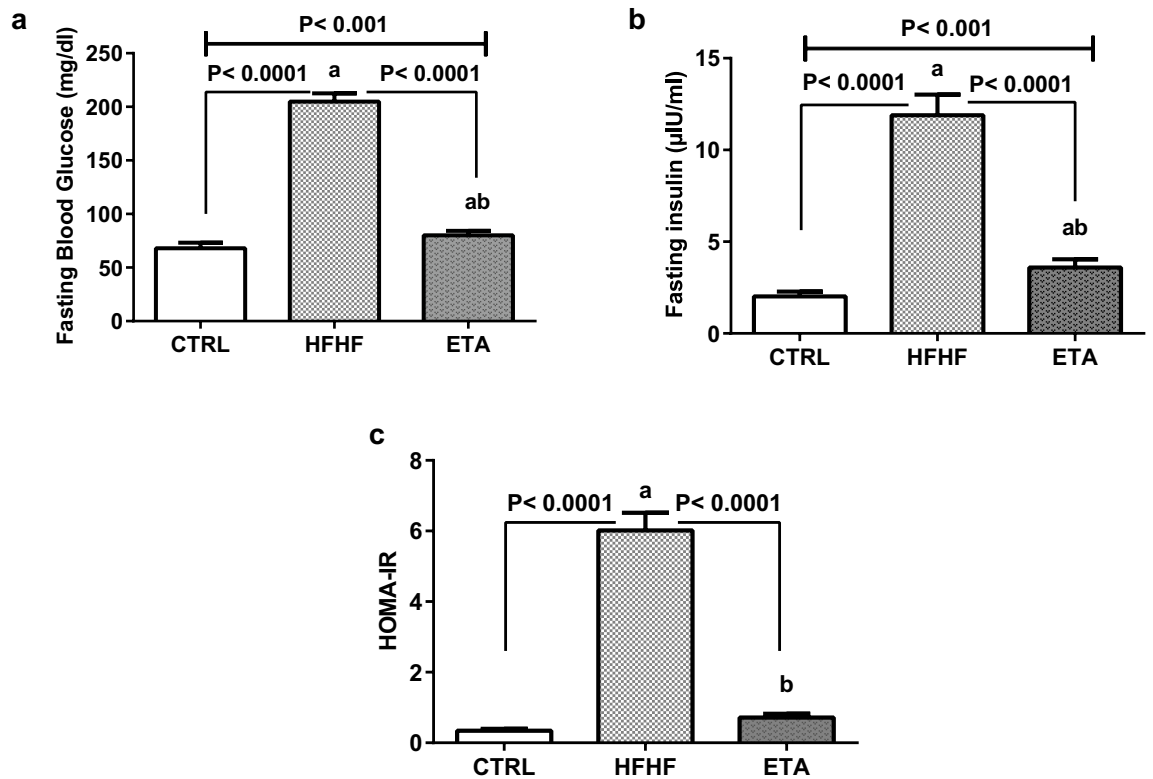 a
P< 0.001
P< 0.0001
a
P< 0.0001
ab
Fasting Blood Glucose (mg/dl)
250
200
150
100
50
0
CTRL
HFHF
ETA
b
P< 0.001
P< 0.0001
a
P< 0.0001
ab
Fasting insulin (µIU/ml)
15
10
5
0
CTRL
HFHF
ETA
c
P< 0.0001
a
P< 0.0001
b
HOMA-IR
8
6
4
2
0
CTRL
HFHF
ETA